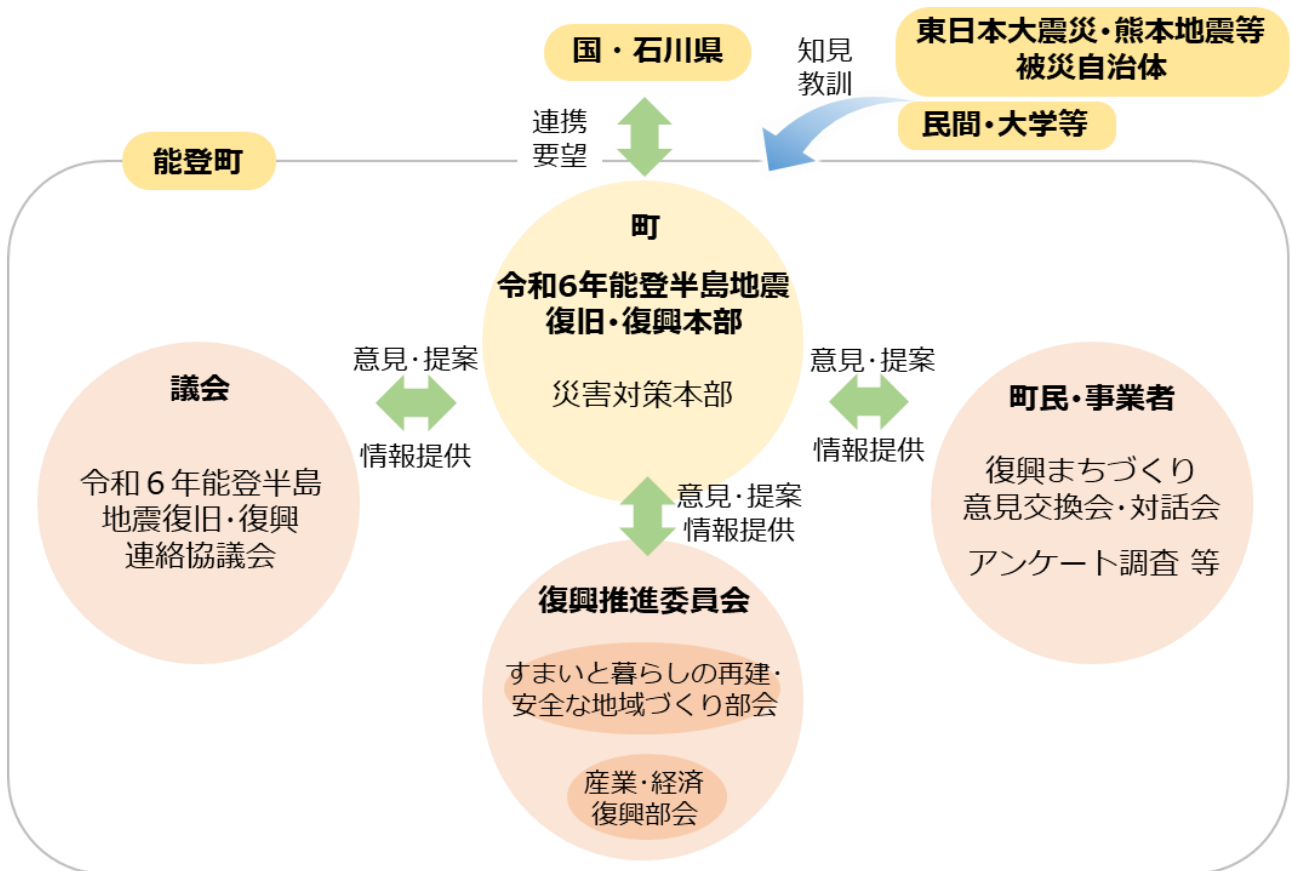 国・石川県
東日本大震災・熊本地震等
被災自治体
知見
教訓
民間・大学等
連携
要望
能登町
町
令和6年能登半島地震
復旧・復興本部
災害対策本部
意見・提案
情報提供
議会
令和６年能登半島
地震復旧・復興
連絡協議会
意見・提案
情報提供
町民・事業者
復興まちづくり
意見交換会・対話会
アンケート調査 等
意見・提案
情報提供
復興推進委員会
すまいと暮らしの再建・
安全な地域づくり部会
産業・経済
復興部会